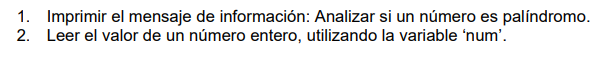 1. Imprimir el mensaje de información: Analizar si un número es palíndromo.
2. Leer el valor de un número entero, utilizando la variable ‘num’.